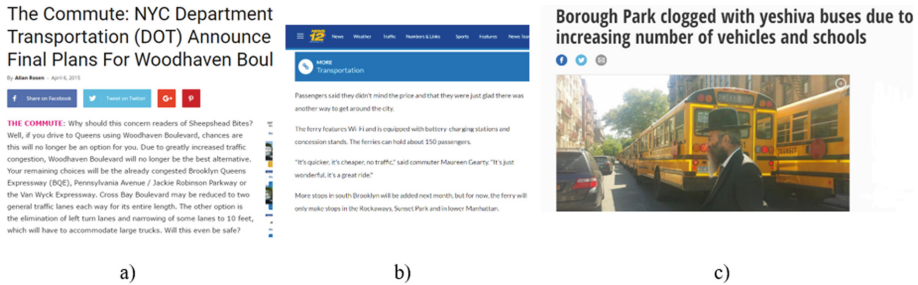 The Commute: NYC Department
Transportation (DOT) Announce
Final Plans For Woodhaven Boul
By Allan Rosen - April 6, 2015
Share on Facebook
Tweet on Twitter
THE COMMUTE: Why should this concern readers of Sheepshead Bites?
Well, if you drive to Queens using Woodhaven Boulevard, chances are
this will no longer be an option for you. Due to greatly increased traffic
congestion, Woodhaven Boulevard will no longer be the best alternative.
Your remaining choices will be the already congested Brooklyn Queens
Expressway (BQE), Pennsylvania Avenue / Jackie Robinson Parkway or
the Van Wyck Expressway. Cross Bay Boulevard may be reduced to two
general traffic lanes each way for its entire length. The other option is
the elimination of left turn lanes and narrowing of some lanes to 10 feet,
which will have to accommodate large trucks. Will this even be safe?
a)
12 News Weather Traffic Numbers & Links Sports Features News Team
MORE
Transportation
Passengers said they didn't mind the price and that they were just glad there was
another way to get around the city.
The ferry features Wi-Fi and is equipped with battery-charging stations and
concession stands. The ferries can hold about 150 passengers.
"It's quicker, it's cheaper, no traffic," said commuter Maureen Gearty. "It's just
wonderful, it's a great ride."
More stops in south Brooklyn will be added next month, but for now, the ferry will
only make stops in the Rockaways, Sunset Park and in lower Manhattan.
b)
Borough Park clogged with yeshiva buses due to
increasing number of vehicles and schools
c)